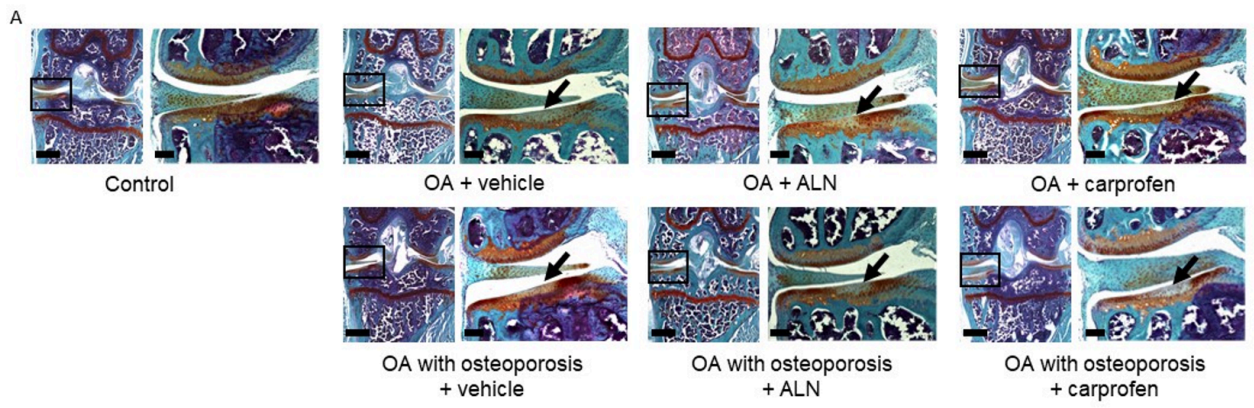 A
Control
OA + vehicle
OA + ALN
OA + carprofen
OA with osteoporosis
+ vehicle
OA with osteoporosis
+ ALN
OA with osteoporosis
+ carprofen